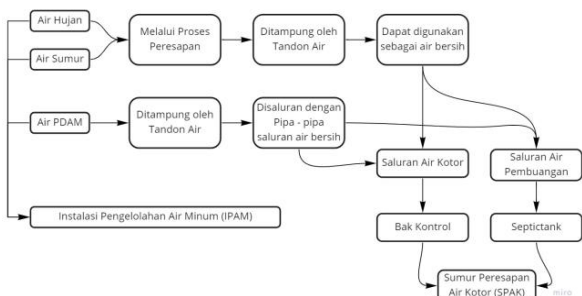 Air Hujan
Air Sumur
Melalui Proses
Peresapan
Ditampung oleh
Tandon Air
Dapat digunakan
sebagai air bersih
Air PDAM
Ditampung oleh
Tandon Air
Disaluran dengan
Pipa - pipa
saluran air bersih
Saluran Air Kotor
Saluran Air
Pembuangan
Instalasi Pengelolahan Air Minum (IPAM)
Bak Kontrol
Septictank
Sumur Peresapan
Air Kotor (SPAK)
miro